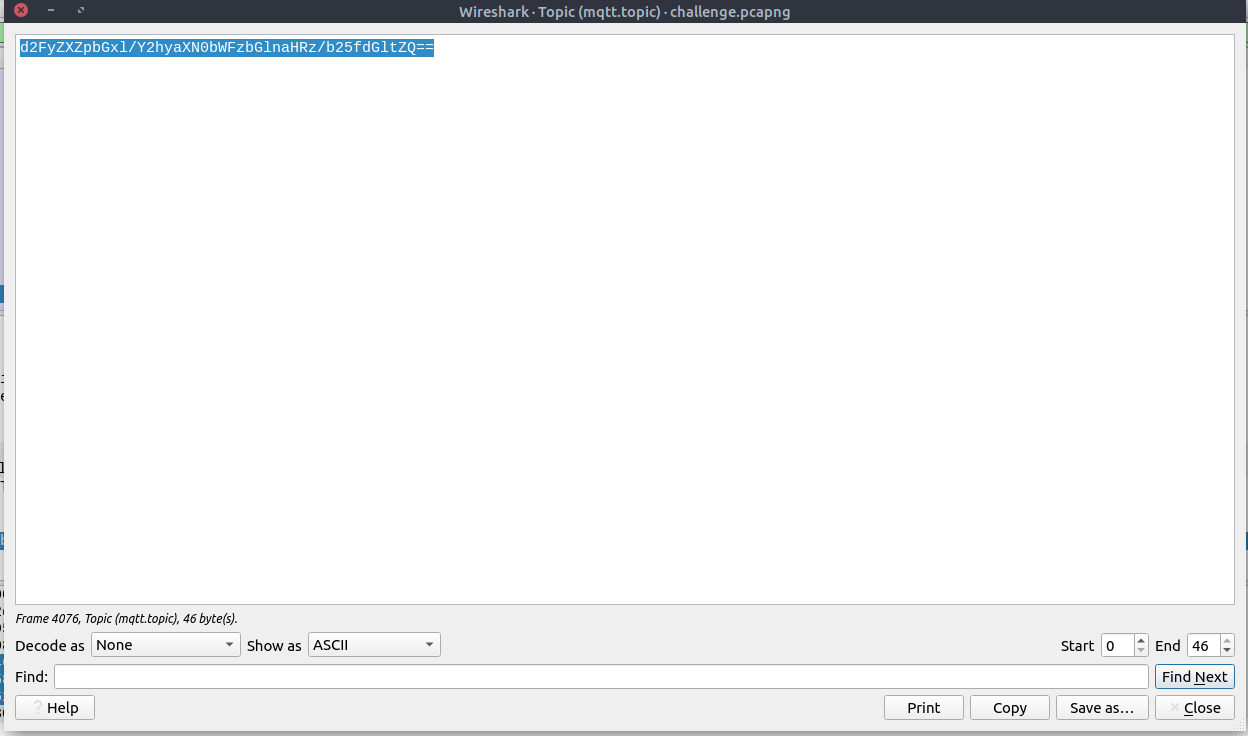 Wireshark · Topic (mqtt.topic) · challenge.pcapng
d2FyZXZpbGxl/Y2hyaXN0bWFzbGlnaHRz/b25fdGltZQ==
Frame 4076, Topic (mqtt.topic), 46 byte(s).
Decode as None Show as ASCII Start 0 End 46
Find: Find Next
? Help Print Copy Save as… Close